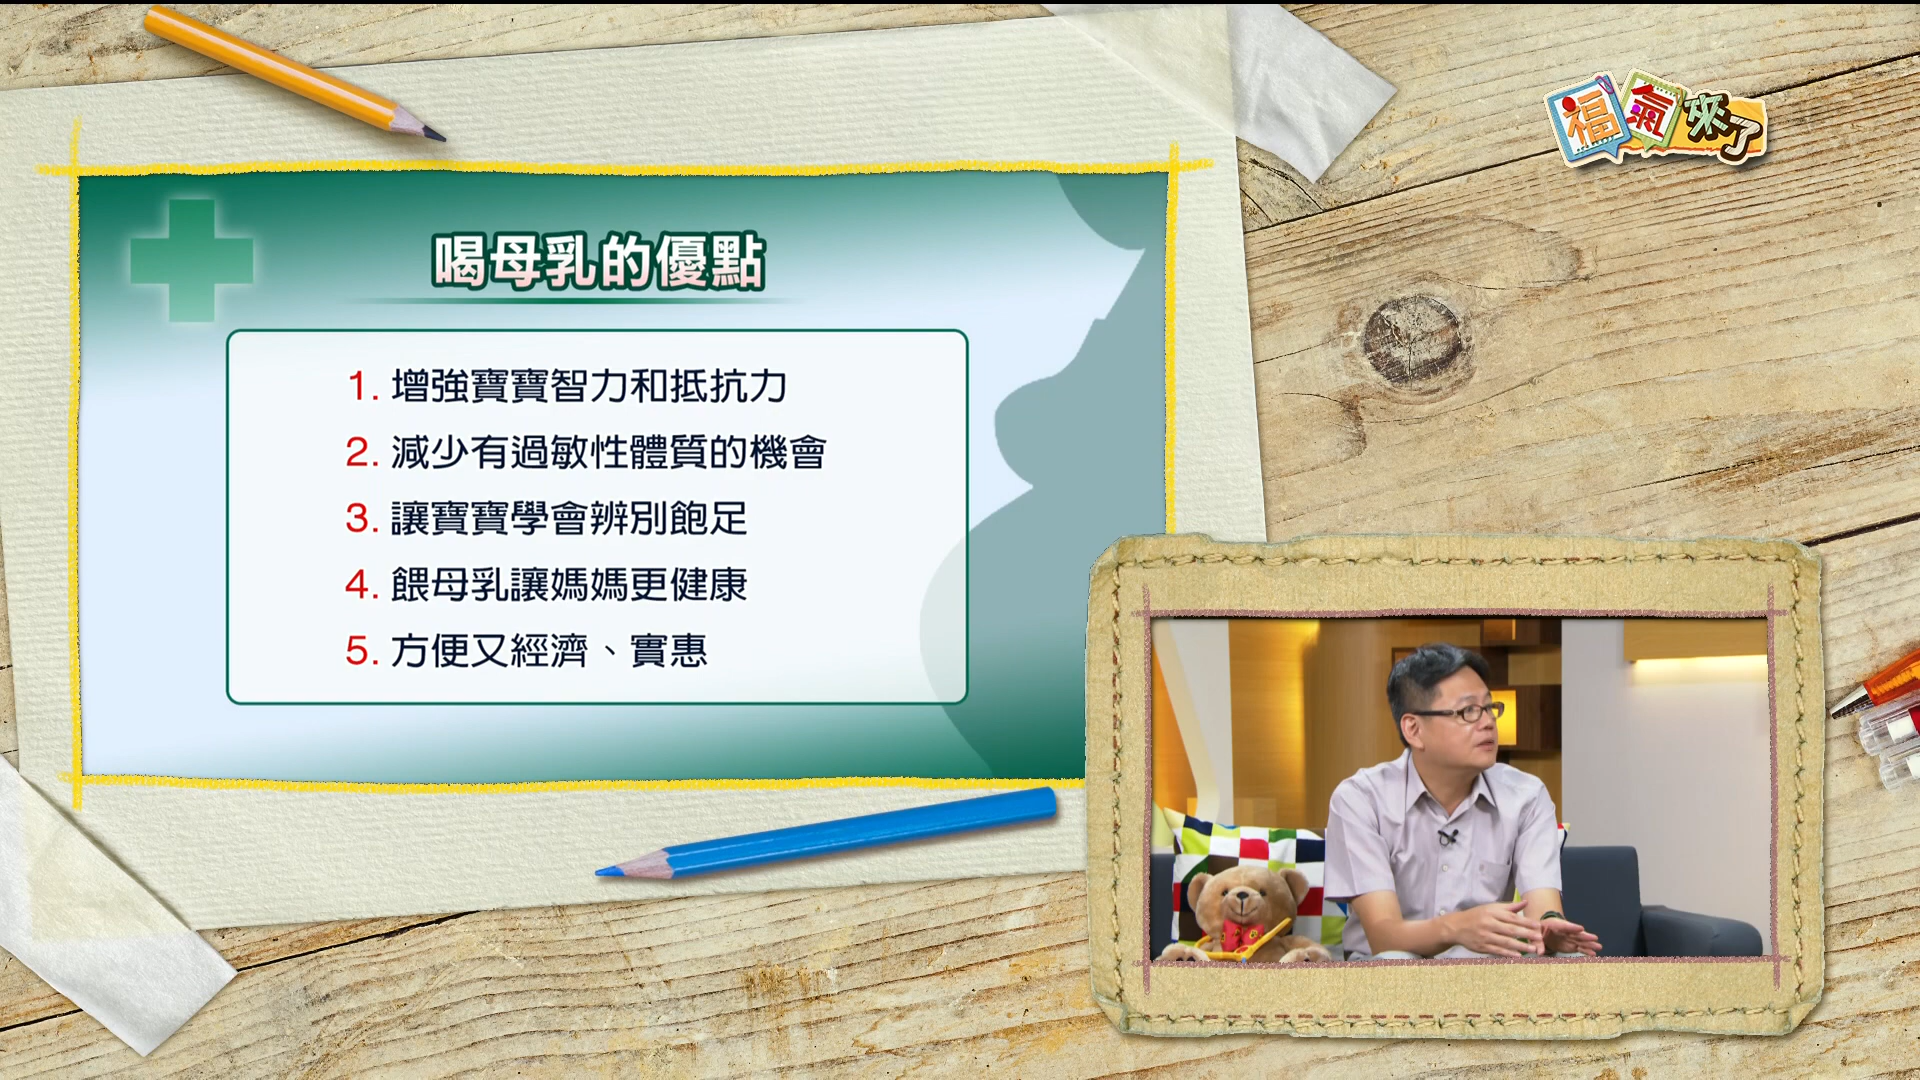 福氣來了
喝母乳的優點
1. 增強寶寶智力和抵抗力
2. 減少有過敏性體質的機會
3. 讓寶寶學會辨別飽足
4. 餵母乳讓媽媽更健康
5. 方便又經濟、實惠